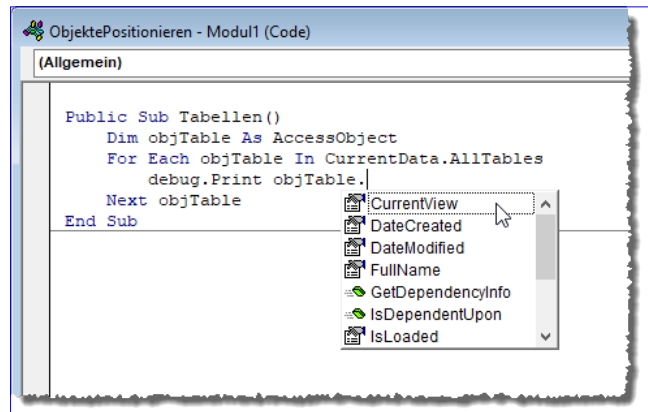 ObjektePositionieren - Modul1 (Code)
(Allgemein)
Public Sub Tabellen()
Dim objTable As AccessObject
For Each objTable In CurrentData.AllTables
debug.Print objTable.
Next objTable
End Sub
CurrentView
DateCreated
DateModified
FullName
GetDependencyInfo
IsDependentUpon
IsLoaded